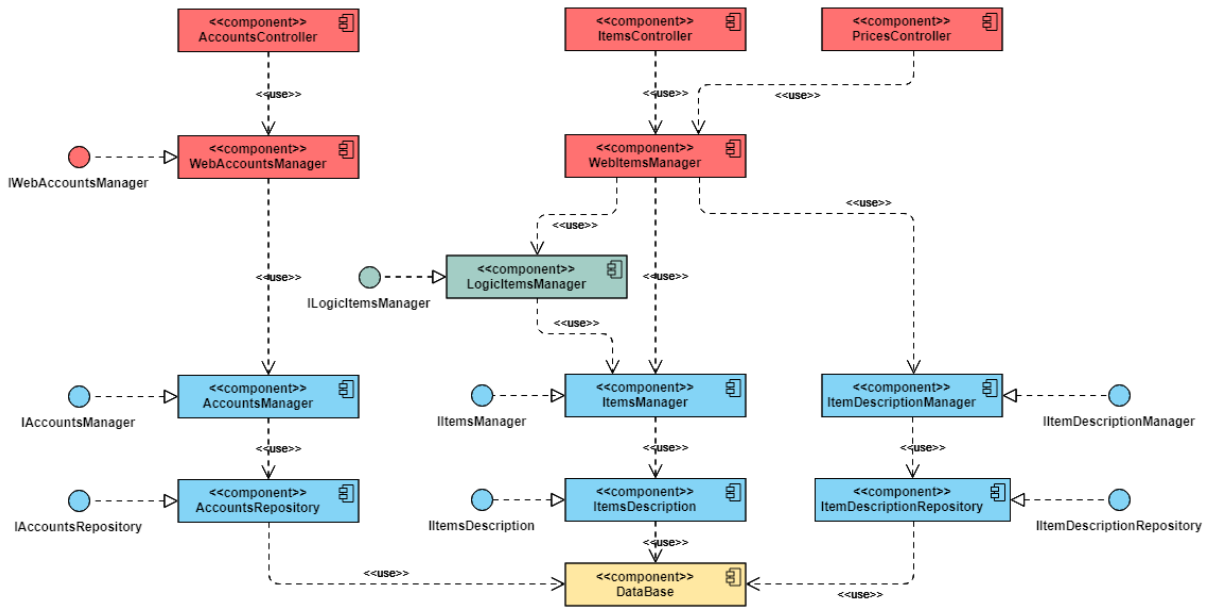 <<component>>
AccountsController
<<component>>
ItemsController
<<component>>
PricesController
<<use>>
<<use>>
<<use>>
<<component>>
WebAccountsManager
<<component>>
WebItemsManager
IWebAccountsManager
<<use>>
<<use>>
<<component>>
LogicItemsManager
<<use>>
ILogicItemsManager
<<use>>
<<use>>
<<component>>
AccountsManager
<<component>>
ItemsManager
<<component>>
ItemDescriptionManager
IAccountsManager
IItemsManager
IItemDescriptionManager
<<use>>
<<use>>
<<use>>
<<component>>
AccountsRepository
<<component>>
ItemsDescription
<<component>>
ItemDescriptionRepository
IAccountsRepository
IItemsDescription
IItemDescriptionRepository
<<use>>
<<use>>
<<component>>
DataBase
<<use>>